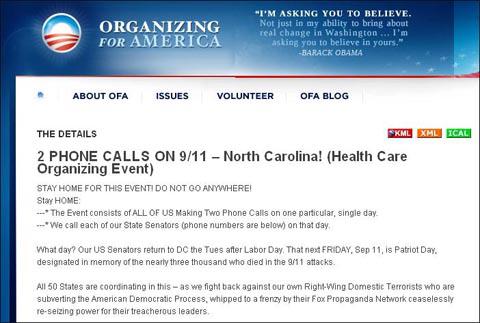 ORGANIZING
FOR AMERICA
“I’M ASKING YOU TO BELIEVE.
Not just in my ability to bring about
real change in Washington ... I’m
asking you to believe in yours.”
-BARACK OBAMA
ABOUT OFA
ISSUES
VOLUNTEER
OFA BLOG
THE DETAILS
KML
XML
ICAL
2 PHONE CALLS ON 9/11 – North Carolina! (Health Care
Organizing Event)
STAY HOME FOR THIS EVENT! DO NOT GO ANYWHERE!
Stay HOME:
---* The Event consists of ALL OF US Making Two Phone Calls on one particular, single day.
---* We call each of our State Senators (phone numbers are below) on that day.
What day? Our US Senators return to DC the Tues after Labor Day. That next FRIDAY, Sep 11, is Patriot Day,
designated in memory of the nearly three thousand who died in the 9/11 attacks.
All 50 States are coordinating in this – as we fight back against our own Right-Wing Domestic Terrorists who
are subverting the American Democratic Process, whipped to a frenzy by their Fox Propaganda Network ceaselessly
re-seizing power for their treacherous leaders.